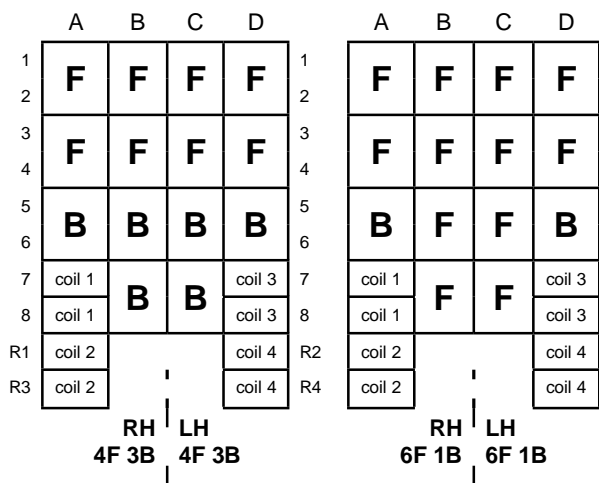 A B C D A B C D
1 F F F F 1 F F F F
2 2
3 F F F F 3 F F F F
4 4
5 B B B B 5 B F F B
6 6
7 coil 1 B B coil 3 7 coil 1 F F coil 3
8 coil 1 coil 3 8 coil 1 coil 3
R1 coil 2 coil 4 R2 coil 2 coil 4
R3 coil 2 coil 4 R4 coil 2 coil 4
RH LH RH LH
4F 3B 4F 3B 6F 1B 6F 1B